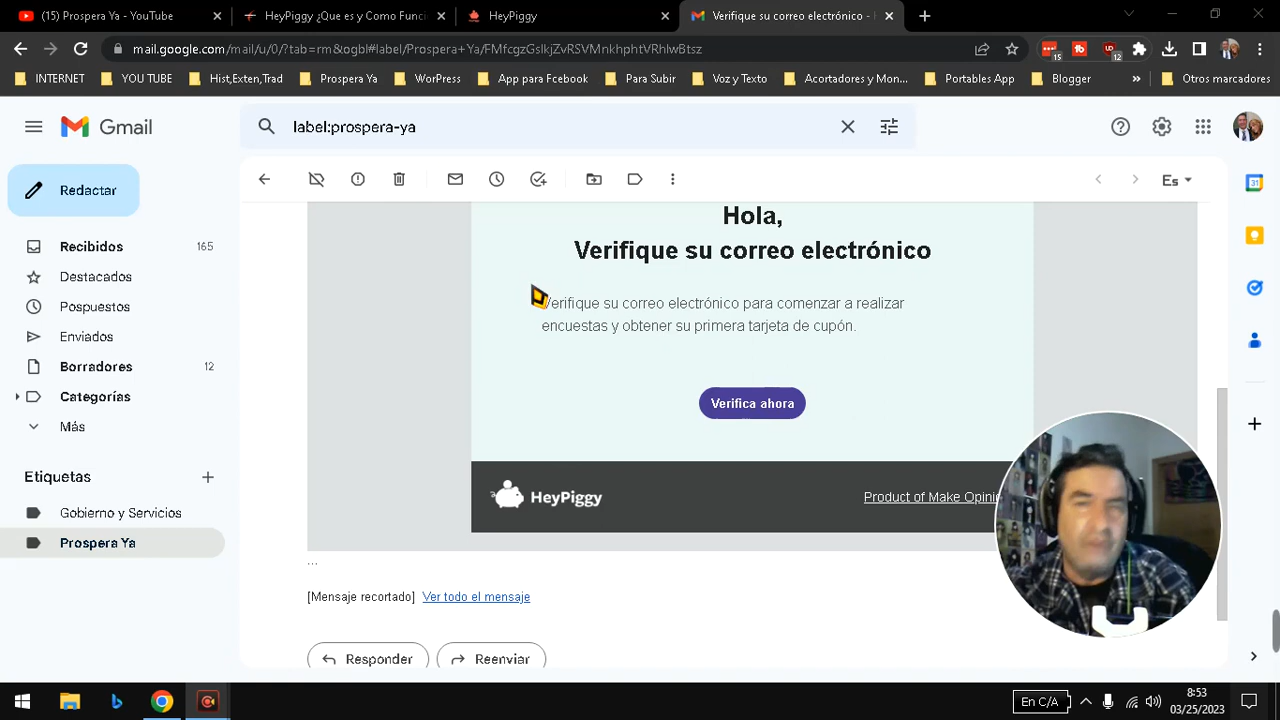 (15) Prospera Ya - YouTube
HeyPiggy ¿Que es y Como Funci
HeyPiggy
Verifique su correo electrónico -
mail.google.com/mail/u/0/?tab=rm&ogbl#label/Prospera+Ya/FMfcgzGslkjZvRSVMnkhphtVRhlwBtsz
15
12
INTERNET
YOU TUBE
Hist,Exten,Trad
Prospera Ya
WorPress
App para Fcebook
Para Subir
Voz y Texto
Acortadores y Mon...
Portables App
Blogger
»
Otros marcadores
Gmail
label:prospera-ya
Redactar
Es
Recibidos 165
Destacados
Pospuestos
Enviados
Borradores 12
Categorías
Más
Etiquetas
Gobierno y Servicios
Prospera Ya
Hola,
Verifique su correo electrónico
Verifique su correo electrónico para comenzar a realizar
encuestas y obtener su primera tarjeta de cupón.
Verifica ahora
HeyPiggy
Product of Make Opinio
...
[Mensaje recortado] Ver todo el mensaje
Responder
Reenviar
31
En C/A
8:53
03/25/2023